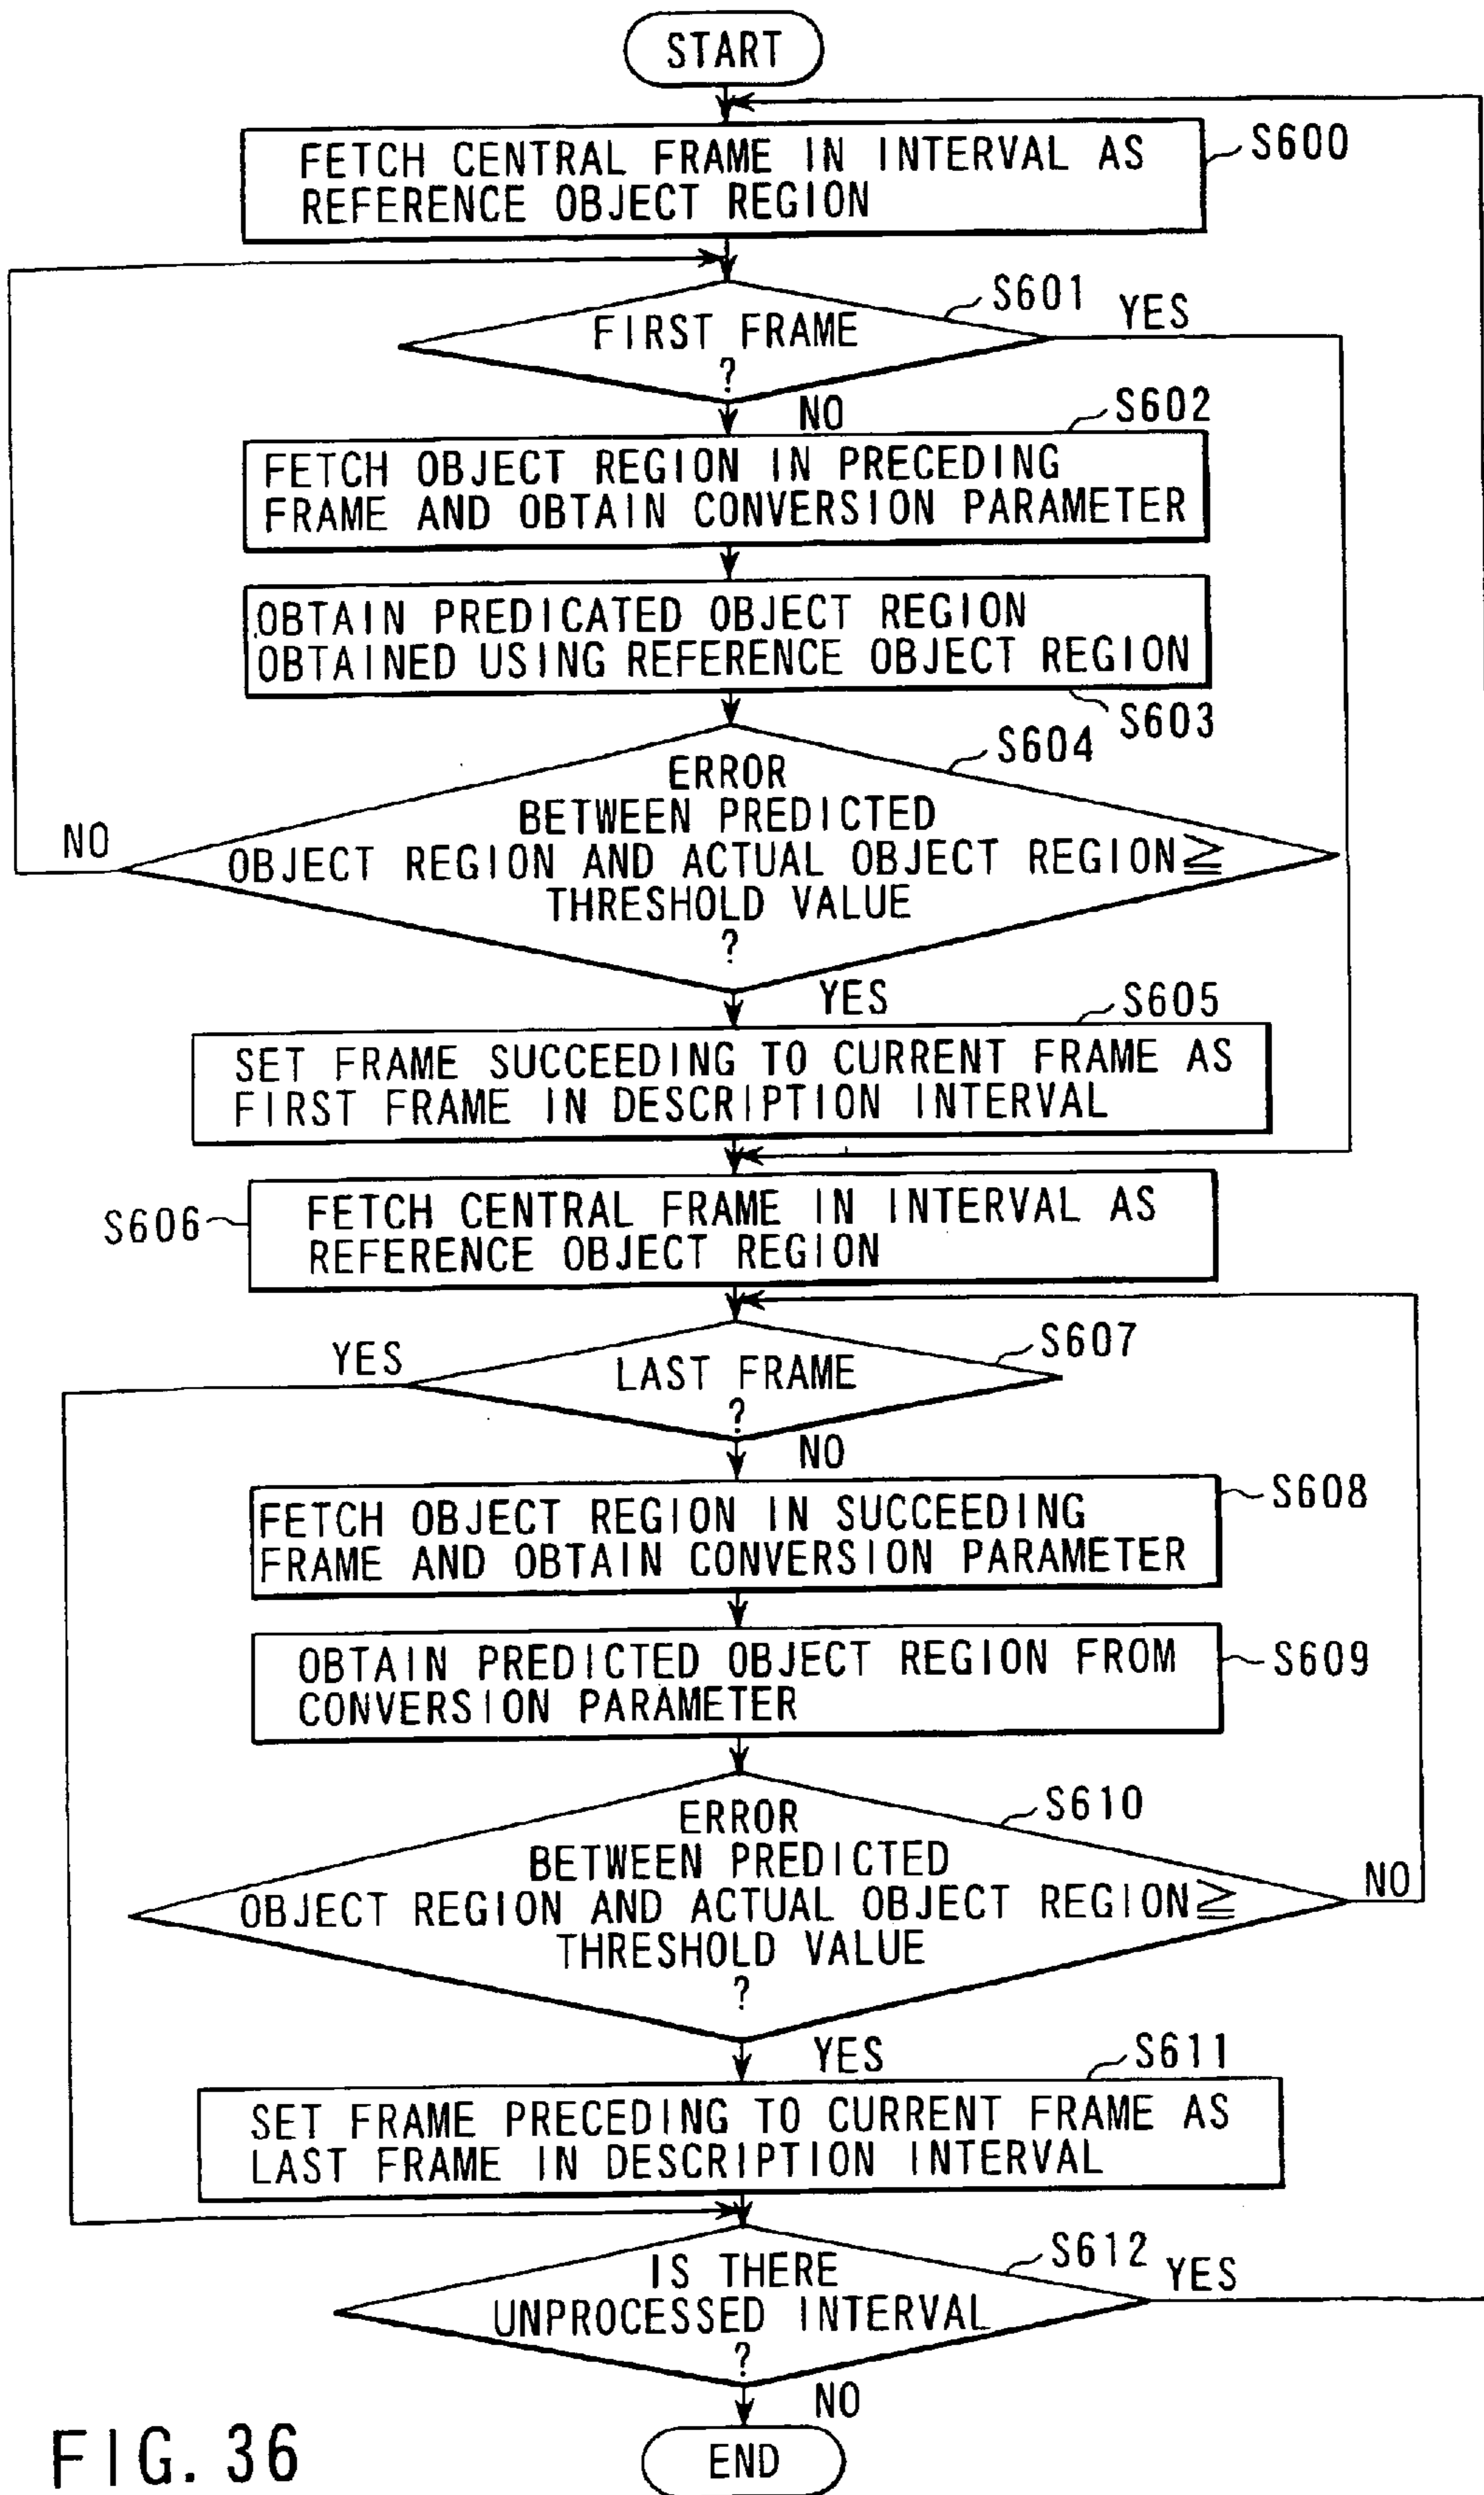 START
FETCH CENTRAL FRAME IN INTERVAL AS
REFERENCE OBJECT REGION
S600
FIRST FRAME
?
S601
YES
NO
S602
FETCH OBJECT REGION IN PRECEDING
FRAME AND OBTAIN CONVERSION PARAMETER
OBTAIN PREDICATED OBJECT REGION
OBTAINED USING REFERENCE OBJECT REGION
S603
S604
ERROR
BETWEEN PREDICTED
OBJECT REGION AND ACTUAL OBJECT REGION≧
THRESHOLD VALUE
?
NO
YES
S605
SET FRAME SUCCEEDING TO CURRENT FRAME AS
FIRST FRAME IN DESCRIPTION INTERVAL
S606
FETCH CENTRAL FRAME IN INTERVAL AS
REFERENCE OBJECT REGION
YES
S607
LAST FRAME
?
NO
FETCH OBJECT REGION IN SUCCEEDING
FRAME AND OBTAIN CONVERSION PARAMETER
S608
OBTAIN PREDICTED OBJECT REGION FROM
CONVERSION PARAMETER
S609
S610
ERROR
BETWEEN PREDICTED
OBJECT REGION AND ACTUAL OBJECT REGION≧
THRESHOLD VALUE
?
NO
YES
S611
SET FRAME PRECEDING TO CURRENT FRAME AS
LAST FRAME IN DESCRIPTION INTERVAL
S612
YES
IS THERE
UNPROCESSED INTERVAL
?
NO
END
FIG. 36